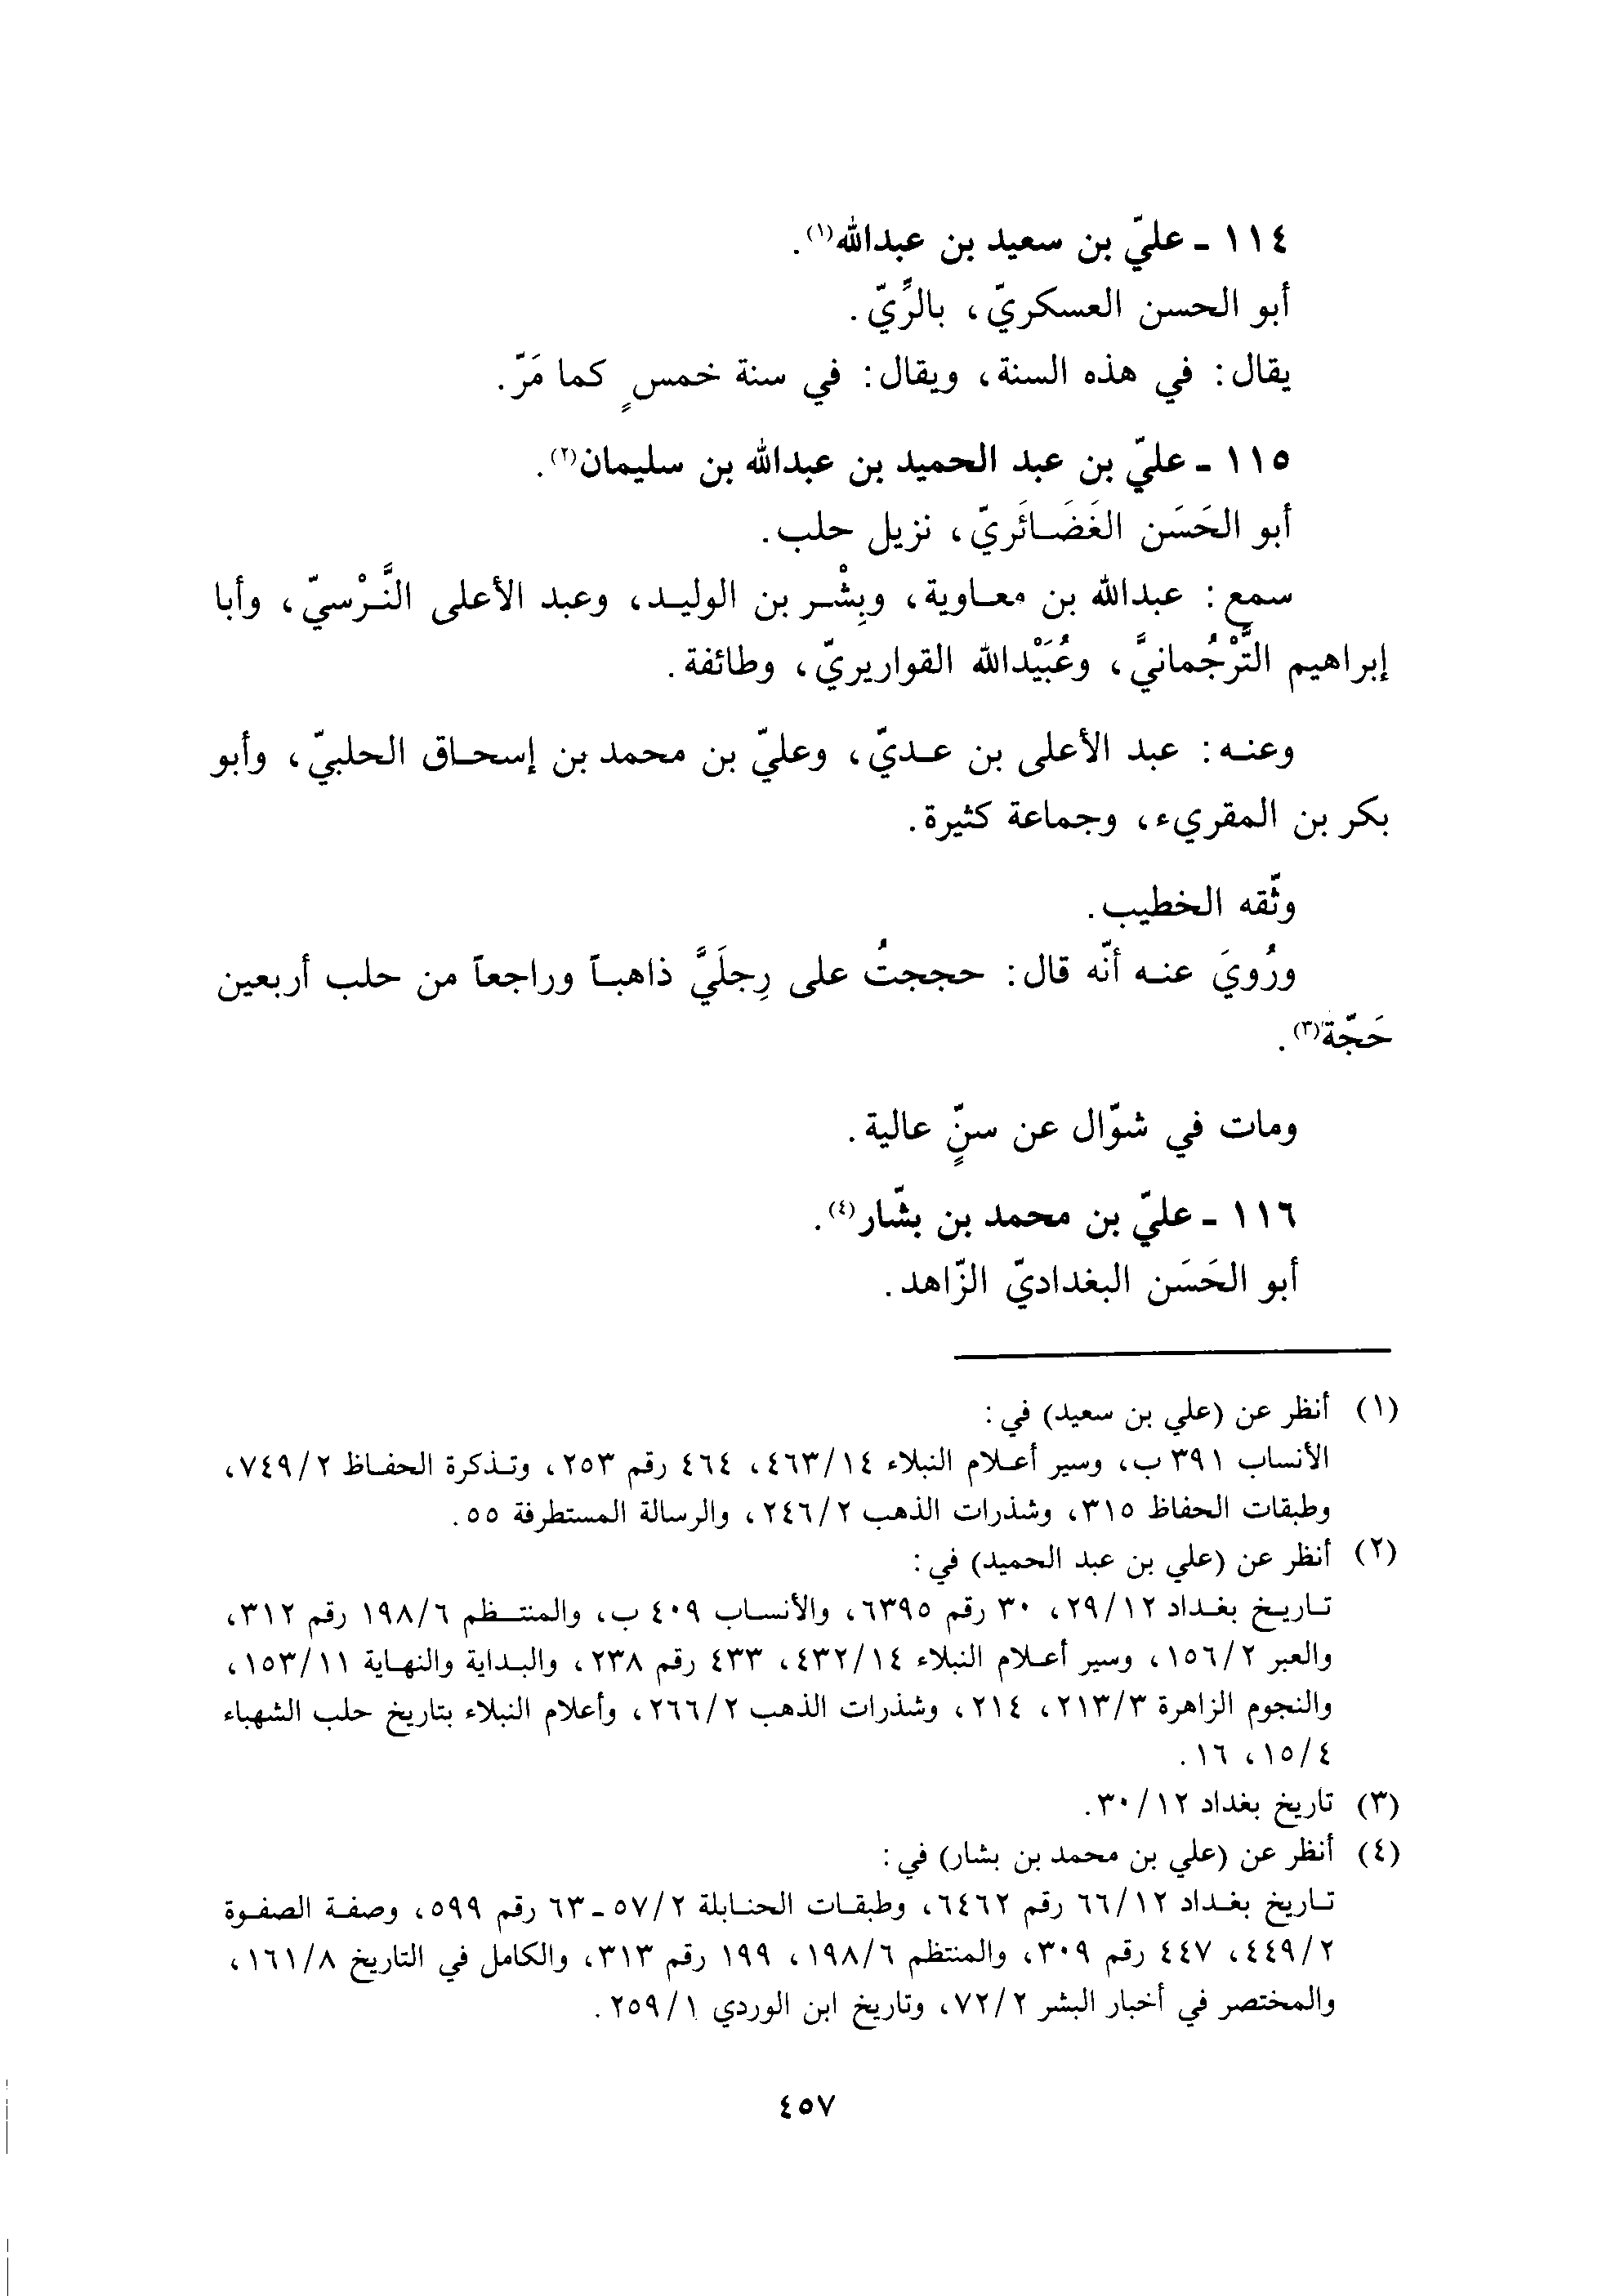 ١١٤ - عليّ بن سعيد بن عبدالله(١).
أبو الحسن العسكريّ، بالرِّيّ.
يقال: في هذه السنة، ويقال: في سنة خمسٍ كما مَرّ.
١١٥ - عليّ بن عبد الحميد بن عبدالله بن سليمان(٢).
أبو الحَسَن الغَضَائَريّ، نزيل حلب.
سمع: عبدالله بن معاوية، وبِشْر بن الوليد، وعبد الأعلى النَّرْسيّ، وأبا
إبراهيم التَّرْجُمانيَّ، وعُبَيْدالله القواريريّ، وطائفة.
وعنه: عبد الأعلى بن عديّ، وعليّ بن محمد بن إسحاق الحلبيّ، وأبو
بكر بن المقريء، وجماعة كثيرة.
وثّقه الخطيب.
ورُويَ عنه أنّه قال: حججتُ على رِجلَيَّ ذاهباً وراجعاً من حلب أربعين
حَجّة(٣).
ومات في شوّال عن سنٍّ عالية.
١١٦ - عليّ بن محمد بن بشّار(٤).
أبو الحَسَن البغداديّ الزّاهد.
(١) أنظر عن (علي بن سعيد) في:
الأنساب ٣٩١ ب، وسير أعلام النبلاء ٤٦٣/١٤، ٤٦٤ رقم ٢٥٣، وتذكرة الحفاظ ٧٤٩/٢،
وطبقات الحفاظ ٣١٥، وشذرات الذهب ٢٤٦/٢، والرسالة المستطرفة ٥٥.
(٢) أنظر عن (علي بن عبد الحميد) في:
تاريخ بغداد ٢٩/١٢، ٣٠ رقم ٦٣٩٥، والأنساب ٤٠٩ ب، والمنتظم ١٩٨/٦ رقم ٣١٢،
والعبر ١٥٦/٢، وسير أعلام النبلاء ٤٣٢/١٤، ٤٣٣ رقم ٢٣٨، والبداية والنهاية ١٥٣/١١،
والنجوم الزاهرة ٢١٣/٣، ٢١٤، وشذرات الذهب ٢٦٦/٢، وأعلام النبلاء بتاريخ حلب الشهباء
١٥/٤، ١٦.
(٣) تاريخ بغداد ٣٠/١٢.
(٤) أنظر عن (علي بن محمد بن بشار) في:
تاريخ بغداد ٦٦/١٢ رقم ٦٤٦٢، وطبقات الحنابلة ٥٧/٢ - ٦٣ رقم ٥٩٩، وصفة الصفوة
٤٤٩/٢، ٤٤٧ رقم ٣٠٩، والمنتظم ١٩٨/٦، ١٩٩ رقم ٣١٣، والكامل في التاريخ ١٦١/٨،
والمختصر في أخبار البشر ٧٢/٢، وتاريخ ابن الوردي ٢٥٩/١.
٤٥٧